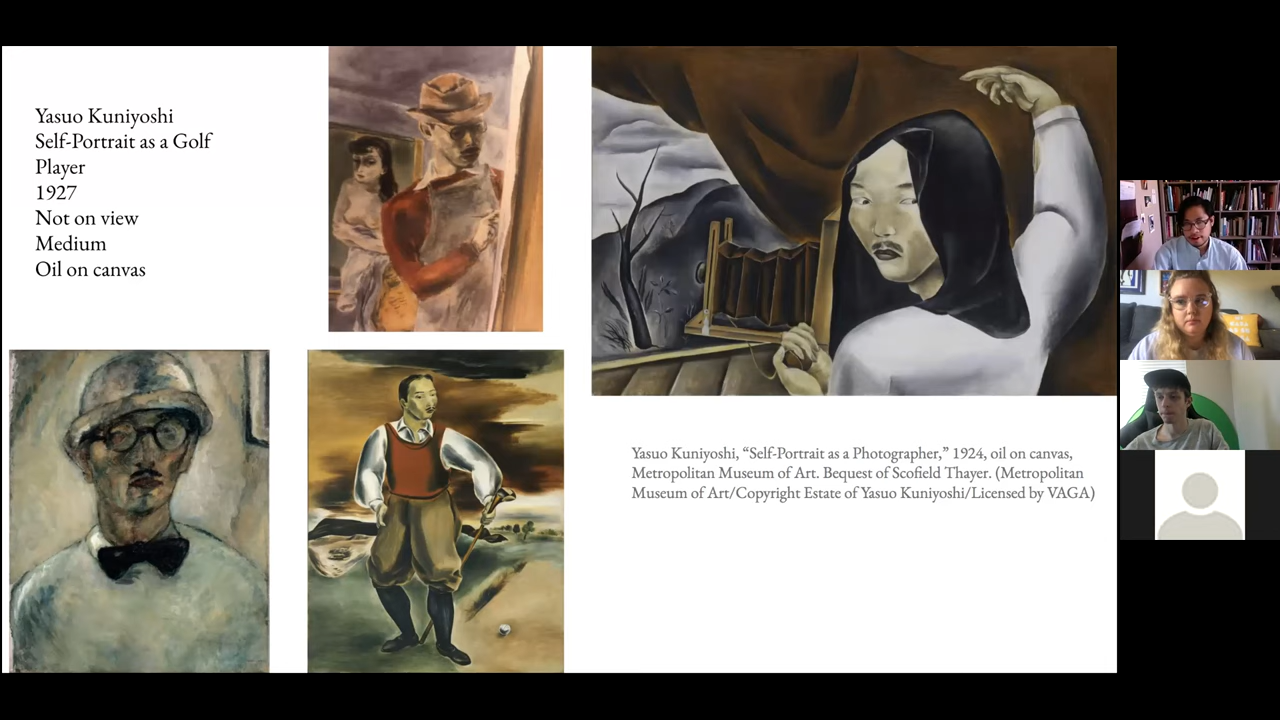 Yasuo Kuniyoshi
Self-Portrait as a Golf
Player
1927
Not on view
Medium
Oil on canvas
Yasuo Kuniyoshi, “Self-Portrait as a Photographer,” 1924, oil on canvas,
Metropolitan Museum of Art. Bequest of Scofield Thayer. (Metropolitan
Museum of Art/Copyright Estate of Yasuo Kuniyoshi/Licensed by VAGA)